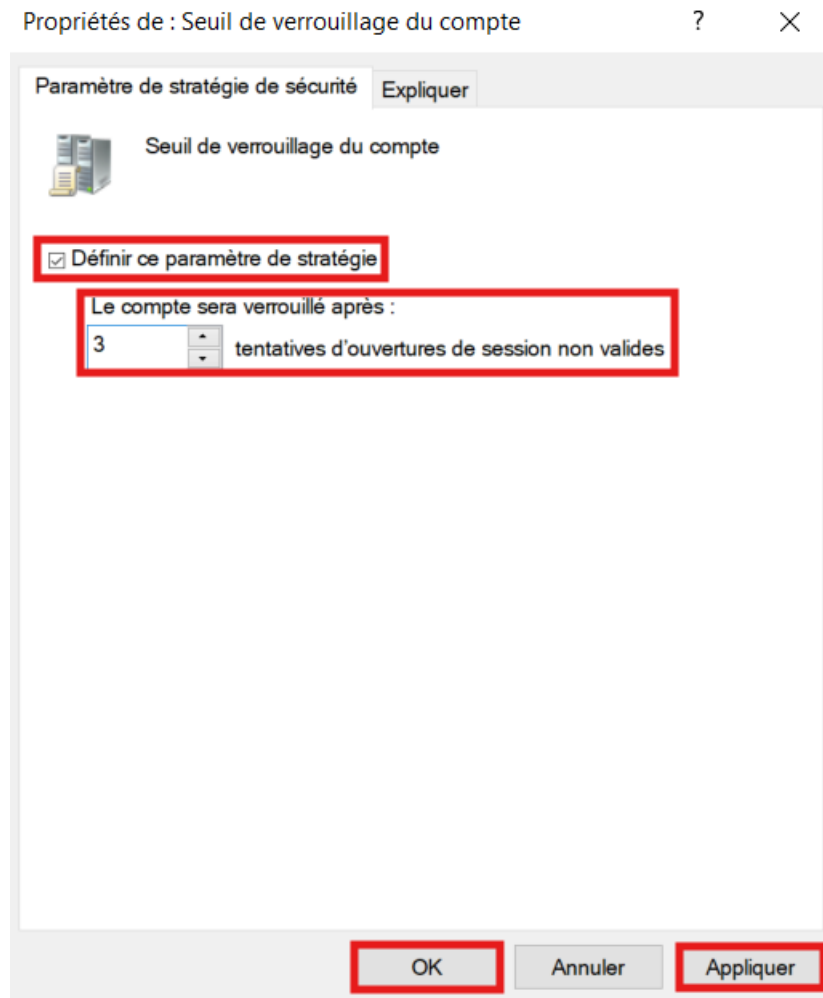 Propriétés de : Seuil de verrouillage du compte ? ×
Paramètre de stratégie de sécurité Expliquer
Seuil de verrouillage du compte
Définir ce paramètre de stratégie
Le compte sera verrouillé après :
3 tentatives d'ouvertures de session non valides
OK Annuler Appliquer